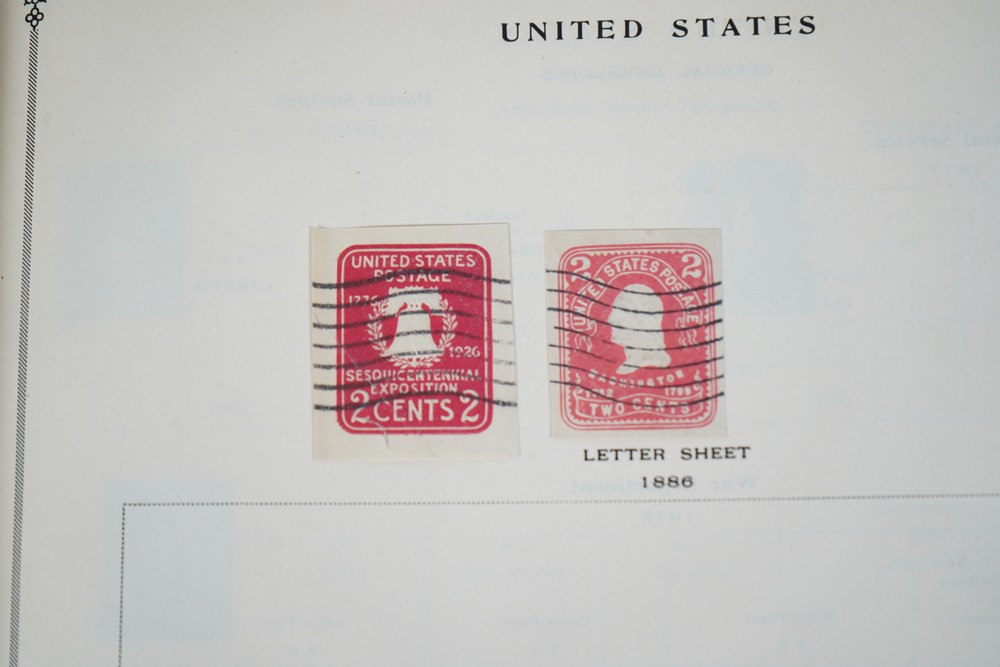 UNITED STATES
UNITED STATES
POSTAGE
1776
1926
SESQUICENTENNIAL
EXPOSITION
2 CENTS 2
2 2
UNITED STATES POSTAGE
WASHINGTON
TWO CENTS
LETTER SHEET
1886